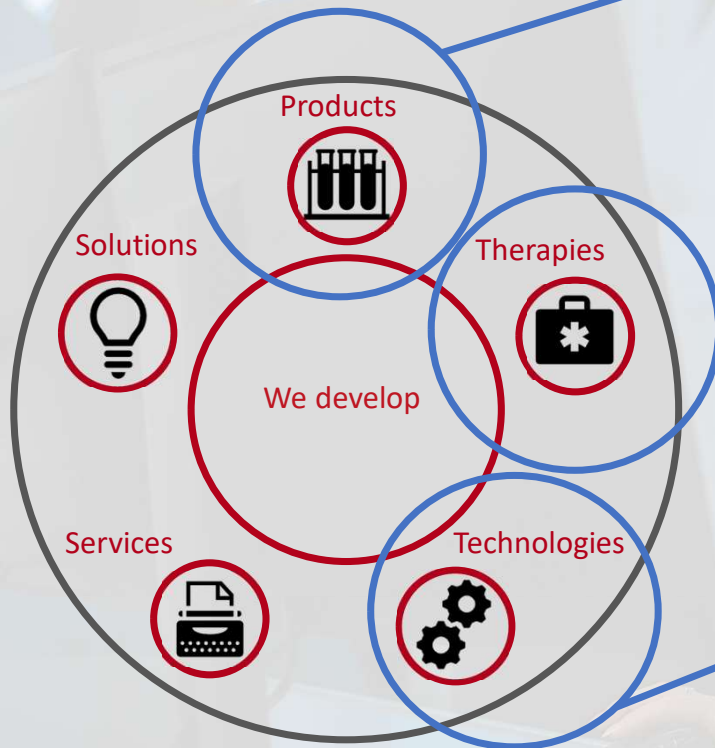 Products
Solutions
Therapies
We develop
Services
Technologies